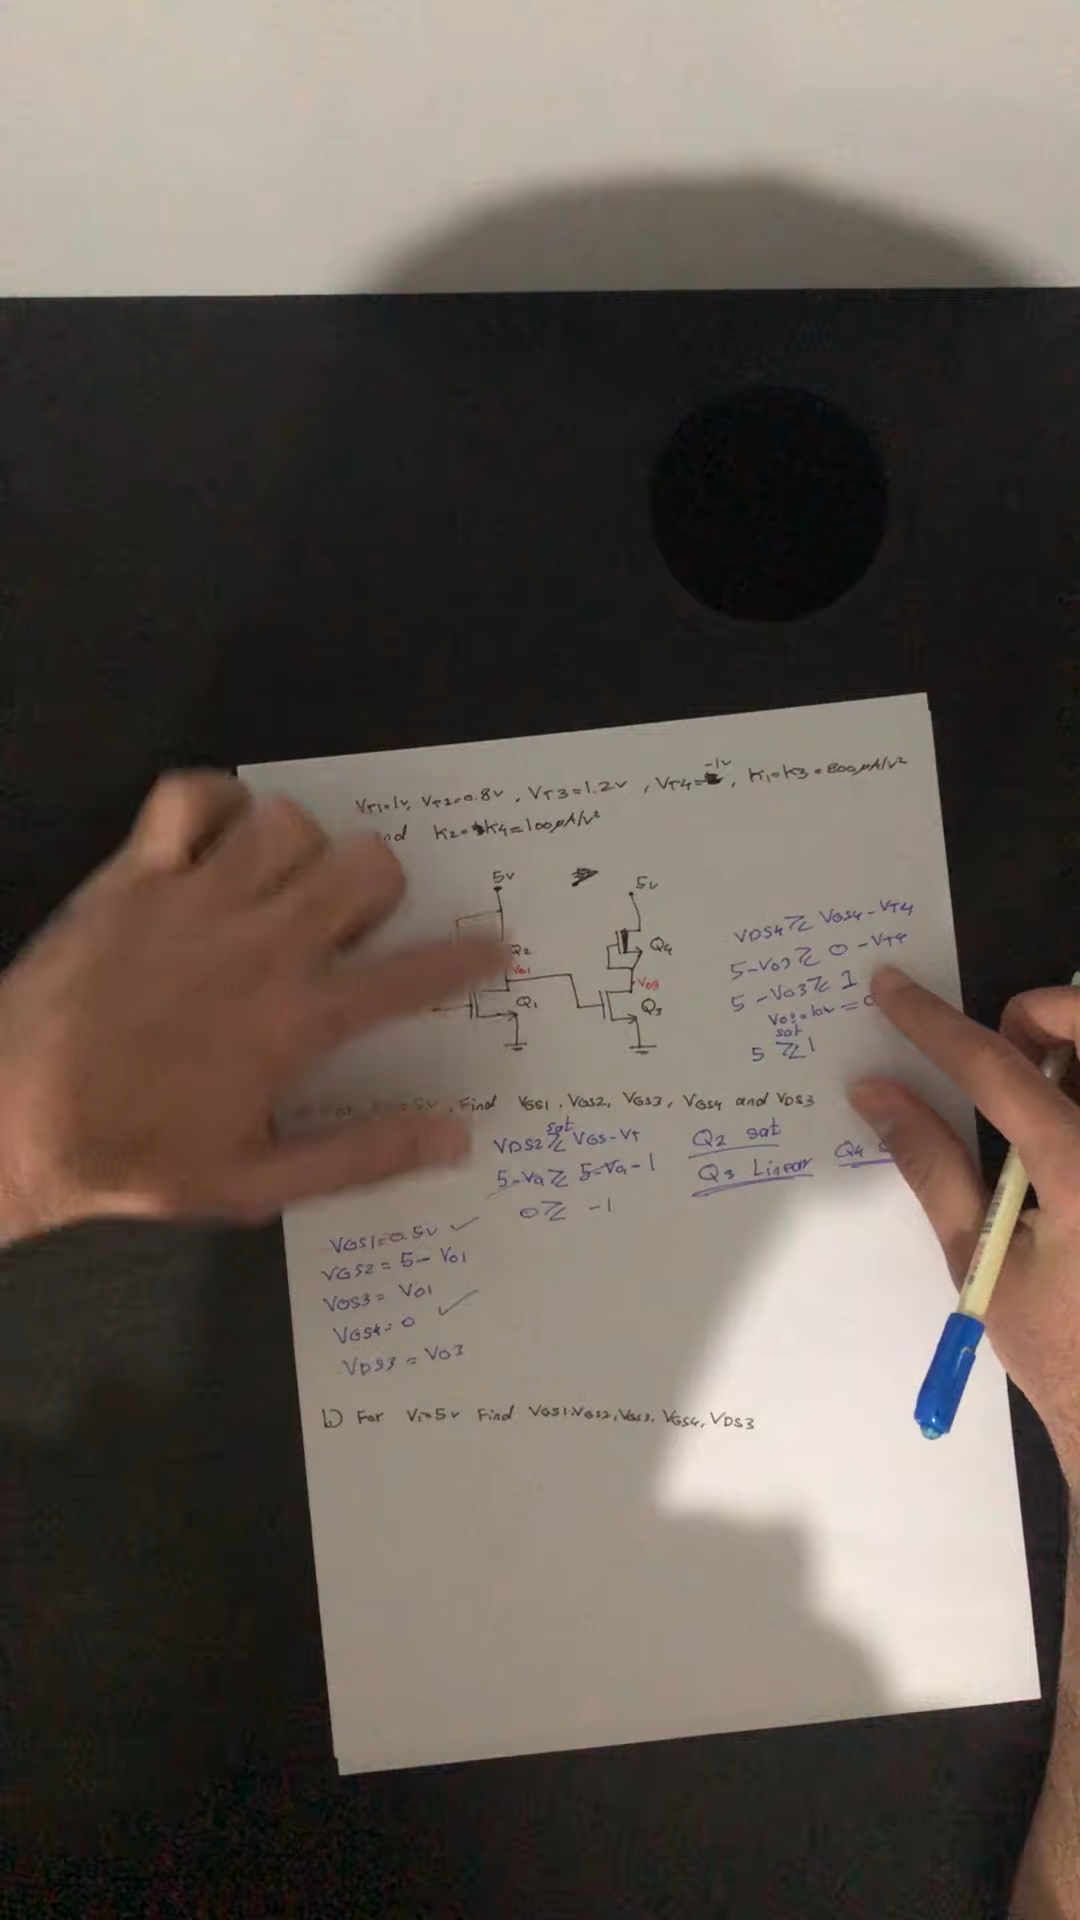 VT1=1V, VT2=0.8V, VT3=1.2V, VT4=-1V, K1=K3=800μA/V²
K2=K4=100μA/V²
5V
5V
Q2
Q4
Vo1
Vo3
Q1
Q3
VDS4 ≥ VGS4-VT4
5-Vo3 ≥ 0-VT4
5-Vo3 ≥ 1
Vo3=low =
sat
5 ≥ 1
Find VGS1, VGS2, VGS3, VGS4 and VDS3
sat
VDS2 ≥ VGS-VT
5-Va ≥ 5-Va-1
0 ≥ -1
Q2 sat
Q3 Linear
Q4
VGS1=0.5V ✓
VGS2 = 5-Vo1
VGS3 = Vo1
VGS4=0 ✓
VDS3 = Vo3
b) For Vi=5V Find VGS1, VGS2, VGS3, VGS4, VDS3